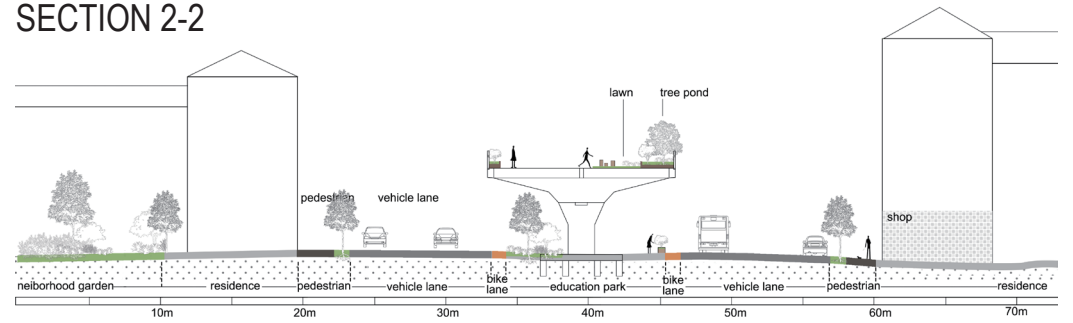 SECTION 2-2
lawn
tree pond
pedestrian
vehicle lane
shop
neiborhood garden
residence
pedestrian
vehicle lane
bike
lane
education park
bike
lane
vehicle lane
pedestrian
residence
10m
20m
30m
40m
50m
60m
70m